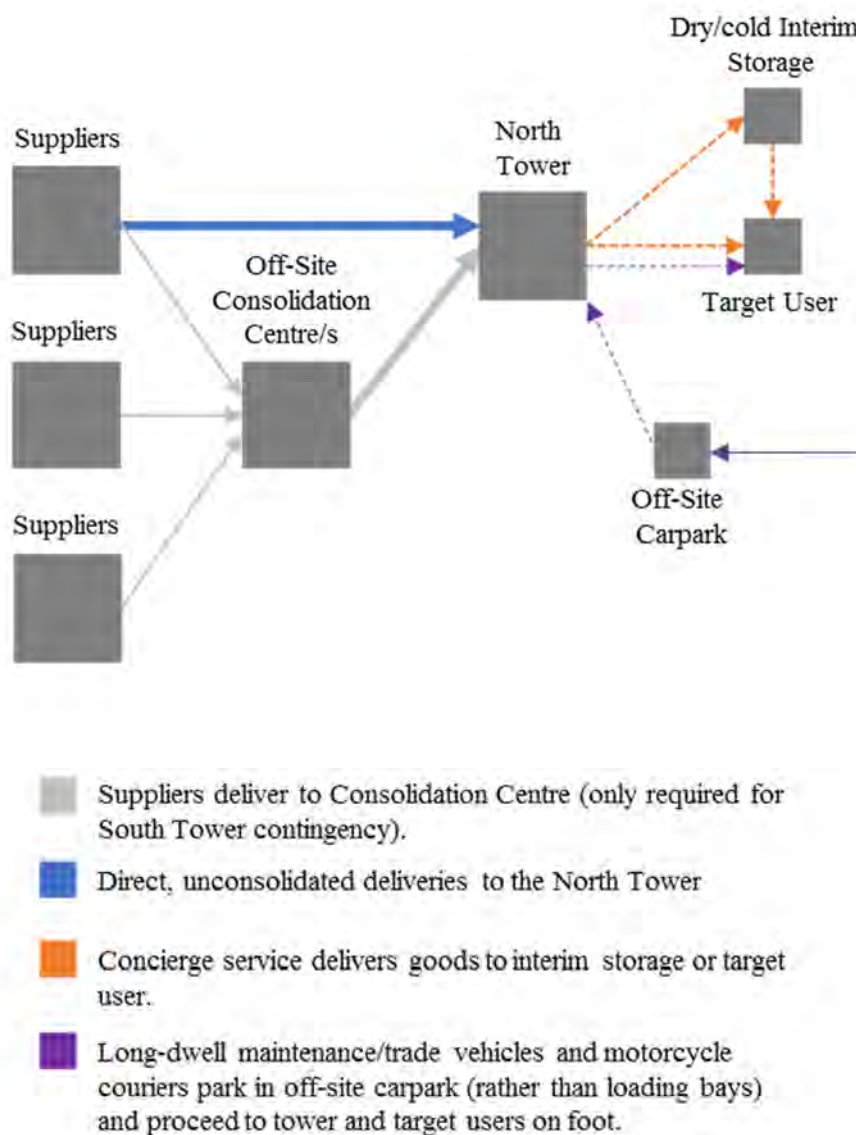 Dry/cold Interim
Storage
North
Tower
Suppliers
Off-Site
Consolidation
Centre/s
Target User
Suppliers
Off-Site
Carpark
Suppliers
Suppliers deliver to Consolidation Centre (only required for
South Tower contingency).
Direct, unconsolidated deliveries to the North Tower
Concierge service delivers goods to interim storage or target
user.
Long-dwell maintenance/trade vehicles and motorcycle
couriers park in off-site carpark (rather than loading bays)
and proceed to tower and target users on foot.